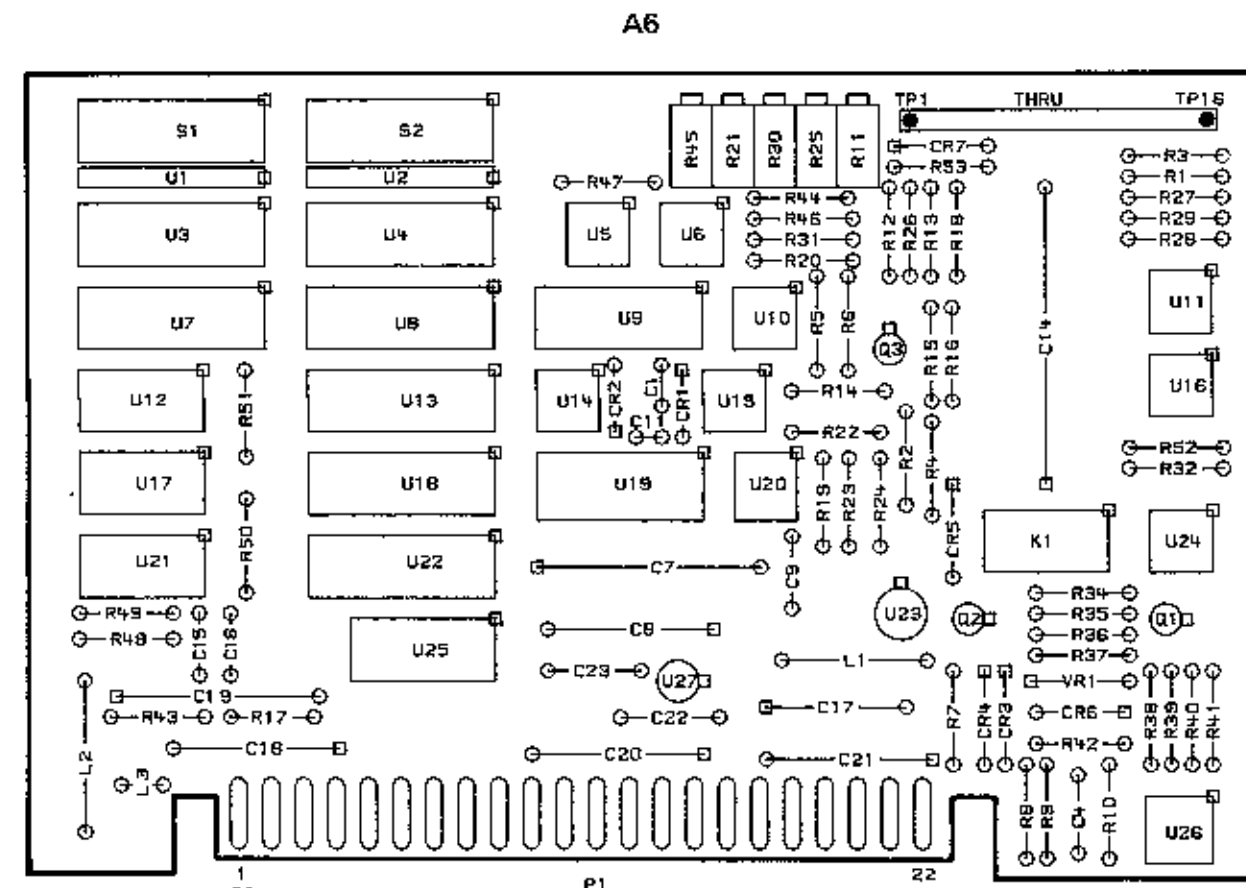 A6
TP1 THRU TP16
S1 S2 R45 R21 R30 R25 R11 CR7
R53 R3
U1 U2 R47 R44 R1
R46 R27
U3 U4 U5 U6 R31 R12 R26 R13 R18 R29
R20 R28
U7 U8 U9 U10 R5 R6 Q3 R15 R16 C14 U11
U12 R51 U13 U14 CR2 C1 CR1 U15 R14 U16
C11 R22 R2 R4 R52
R32
U17 U18 U19 U20 R19 R23 R24 CR5
U21 R50 U22 C7 C9 K1 U24
R49 C15 C16 U23 Q2 R34 Q1
R48 U25 C8 R35
R36
C23 L1 R37
C19 U27 R7 CR4 CR3 VR1
R43 R17 C22 C17 CR6 R38 R39 R40 R41
L2 C18 C20 C21 R42
L3 R8 R9 C4 R10 U26
1 P1 22